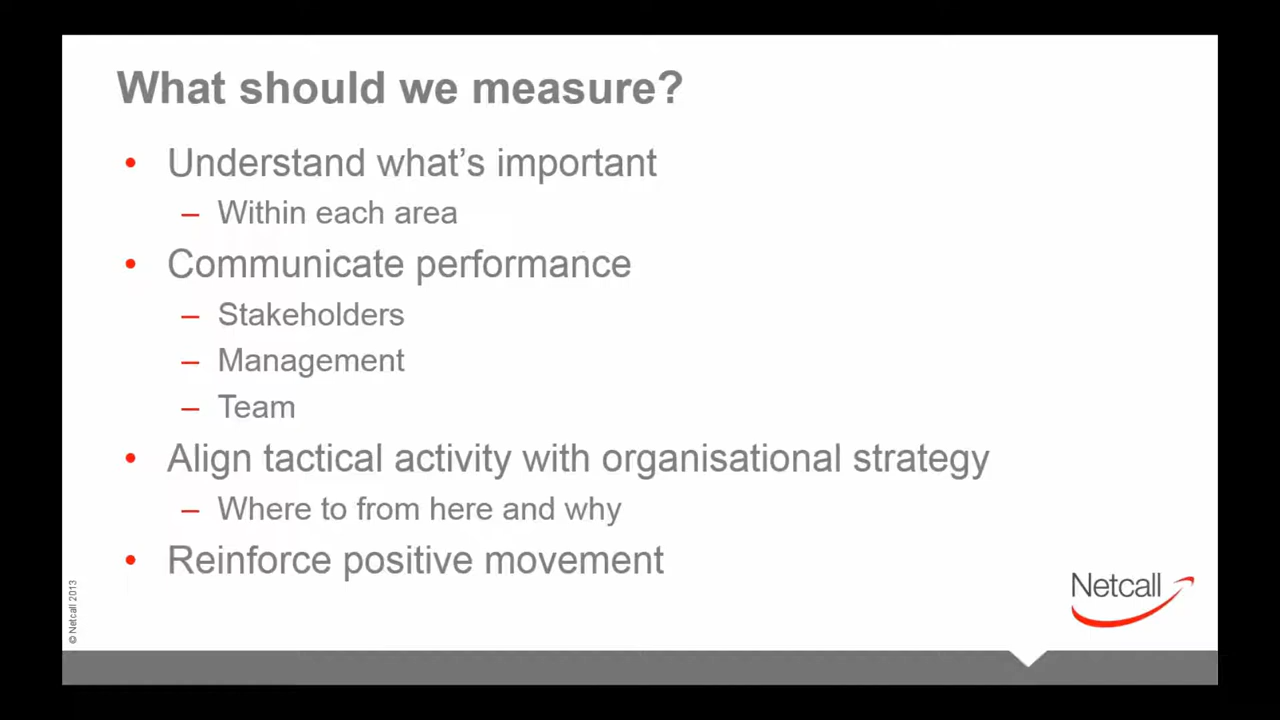 What should we measure?
• Understand what’s important
– Within each area
• Communicate performance
– Stakeholders
– Management
– Team
• Align tactical activity with organisational strategy
– Where to from here and why
• Reinforce positive movement
© Netcall 2013
Netcall